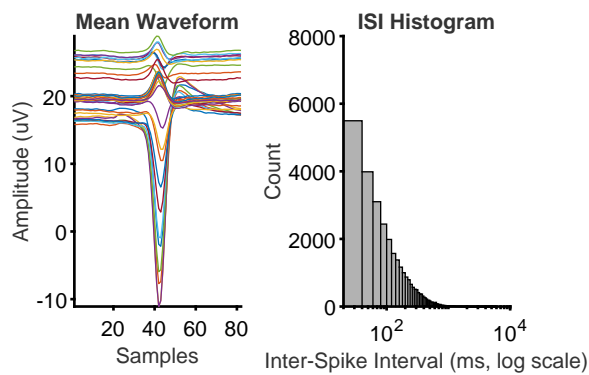 Mean Waveform
Amplitude (uV)
20
10
0
-10
20
40
60
80
Samples
ISI Histogram
Count
8000
6000
4000
2000
0
10^2
10^4
Inter-Spike Interval (ms, log scale)